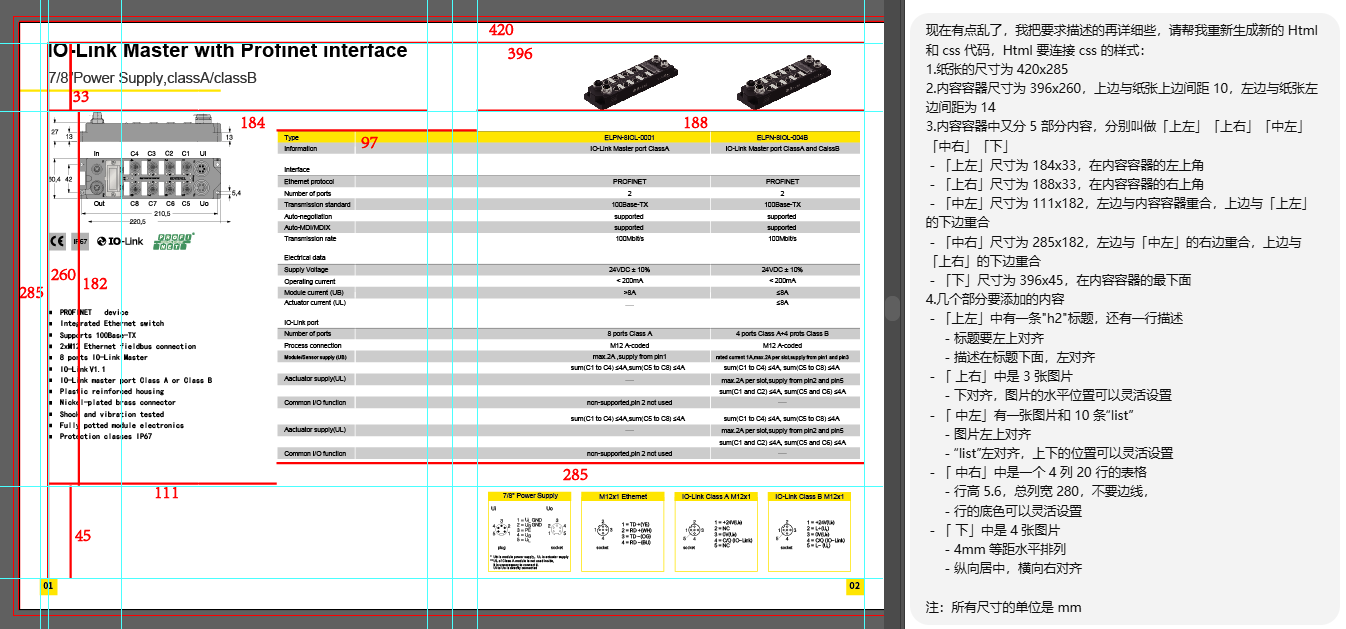 420
IO-Link Master with Profinet interface
396
7/8"Power Supply,classA/classB
33
184
188
27
13
13
In C4 C3 C2 C1 UI
42
5,4
Out C8 C7 C6 C5 Uo
210,5
220,5
CE IP67 IO-Link PROFI NET
260
182
285
PROFINET device
Integrated Ethernet switch
Supports 100Base-TX
2xM12 Ethernet fieldbus connection
8 ports IO-Link Master
IO-Link V1.1
IO-Link master port Class A or Class B
Plastic reinforced housing
Nickel-plated brass connector
Shock and vibration tested
Fully potted module electronics
Protection classes IP67
111
45
01
97
Type ELPN-8IOL-0001 ELPN-8IOL-004B
Information IO-Link Master port ClassA IO-Link Master port ClassA and CalssB
Interface
Ethernet protocol PROFINET PROFINET
Number of ports 2 2
Transmission standard 100Base-TX 100Base-TX
Auto-negotiation supported supported
Auto-MDI/MDIX supported supported
Transmission rate 100Mbit/s 100Mbit/s
Electrical data
Supply Voltage 24VDC ± 10% 24VDC ± 10%
Operating current < 200mA < 200mA
Module current (UB) >8A ≤8A
Actuator current (UL) — ≤8A
IO-Link port
Number of ports 8 ports Class A 4 ports Class A+4 prots Class B
Process connection M12 A-coded M12 A-coded
Module/Sensor supply (UB) max.2A ,supply from pin1 rated current 1A,max.2A per slot,supply from pin1 and pin3
sum(C1 to C4) ≤4A,sum(C5 to C8) ≤4A sum(C1 to C4) ≤4A, sum(C5 to C8) ≤4A
Aactuator supply(UL) — max.2A per slot,supply from pin2 and pin5
sum(C1 and C2) ≤4A, sum(C5 and C6) ≤4A
Common I/O function non-supported,pin 2 not used —
sum(C1 to C4) ≤4A,sum(C5 to C8) ≤4A sum(C1 to C4) ≤4A, sum(C5 to C8) ≤4A
Aactuator supply(UL) — max.2A per slot,supply from pin2 and pin5
sum(C1 and C2) ≤4A, sum(C5 and C6) ≤4A
Common I/O function non-supported,pin 2 not used —
285
7/8" Power Supply M12x1 Ethernet IO-Link Class A M12x1 IO-Link Class B M12x1
UI Uo
plug socket
1 = TD+(YE)
2 = RD+(WH)
3 = TD-(OG)
4 = RD-(BU)
socket
2 = NC
5 = NC
socket
socket
02
现在有点乱了，我把要求描述的再详细些，请帮我重新生成新的 Html
和 css 代码，Html 要连接 css 的样式：
1.纸张的尺寸为 420x285
2.内容容器尺寸为 396x260，上边与纸张上边间距 10，左边与纸张左
边间距为 14
3.内容容器中又分 5 部分内容，分别叫做「上左」「上右」「中左」
「中右」「下」
- 「上左」尺寸为 184x33，在内容容器的左上角
- 「上右」尺寸为 188x33，在内容容器的右上角
- 「中左」尺寸为 111x182，左边与内容容器重合，上边与「上左」
的下边重合
- 「中右」尺寸为 285x182，左边与「中左」的右边重合，上边与
「上右」的下边重合
- 「下」尺寸为 396x45，在内容容器的最下面
4.几个部分要添加的内容
- 「上左」中有一条"h2"标题，还有一行描述
- 标题要左上对齐
- 描述在标题下面，左对齐
- 「 上右」中是 3 张图片
- 下对齐，图片的水平位置可以灵活设置
- 「 中左」有一张图片和 10 条“list”
- 图片左上对齐
- “list”左对齐，上下的位置可以灵活设置
- 「 中右」中是一个 4 列 20 行的表格
- 行高 5.6，总列宽 280，不要边线，
- 行的底色可以灵活设置
- 「 下」中是 4 张图片
- 4mm 等距水平排列
- 纵向居中，横向右对齐
注：所有尺寸的单位是 mm